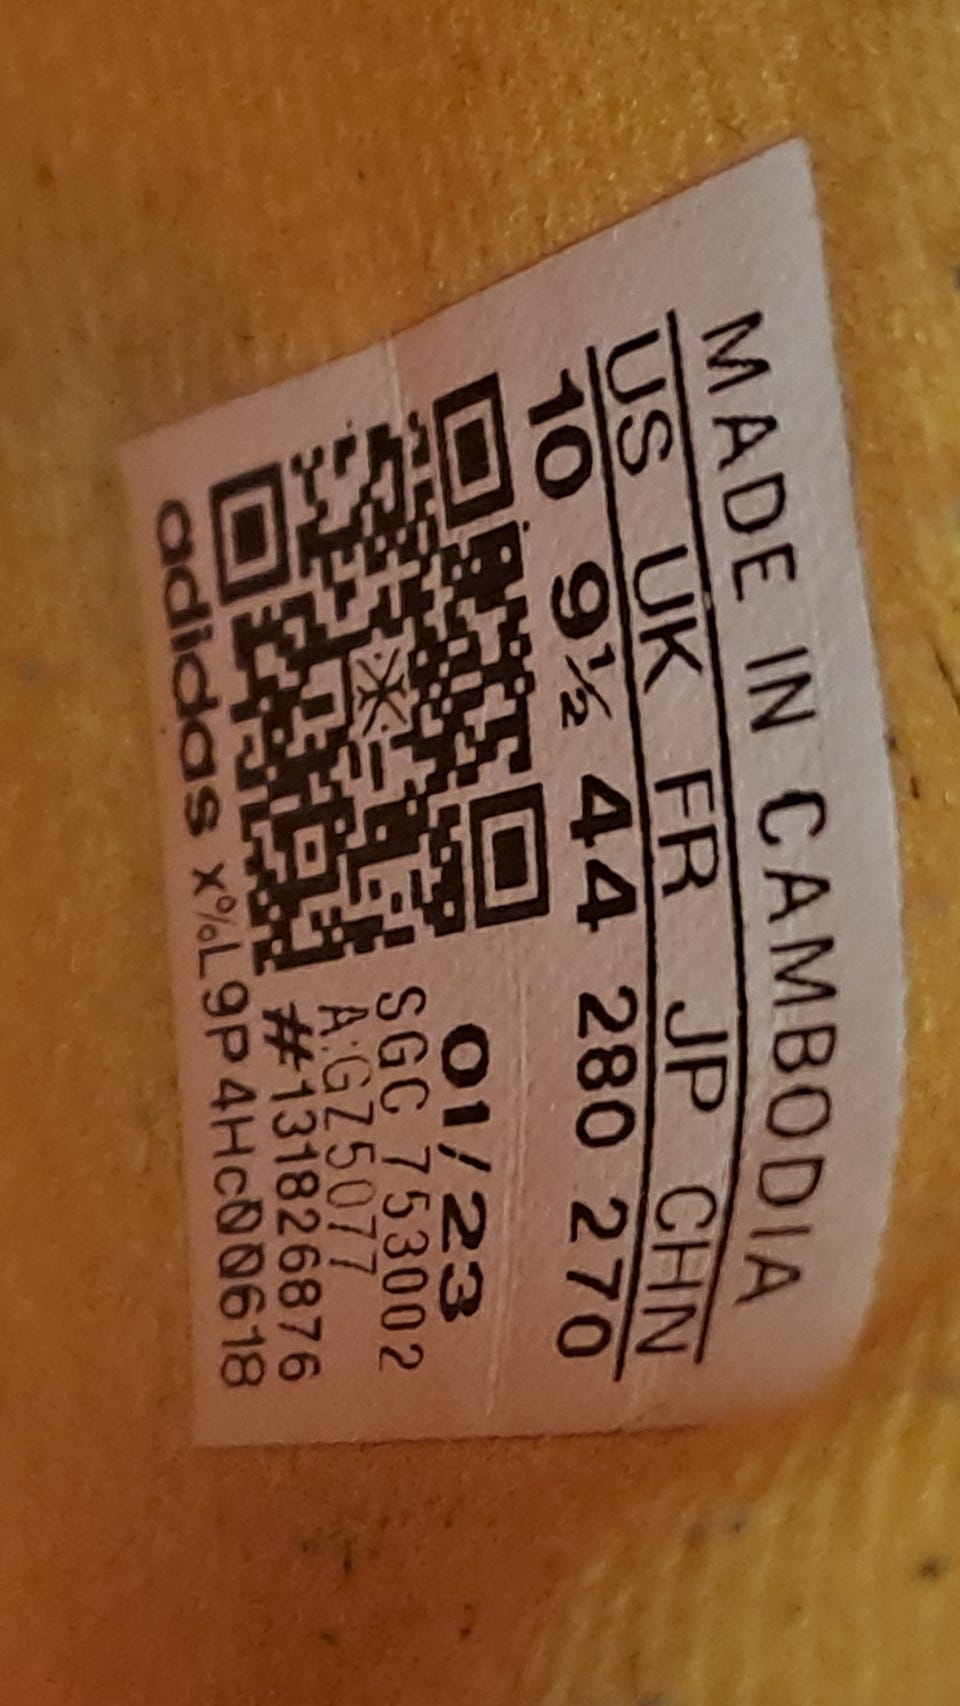 MADE IN CAMBODIA
US UK FR JP CHN
10 9½ 44 280 270
01/23
SGC 753002
A:GZ5077
#131826876
adidas x%L9P4Hc00618